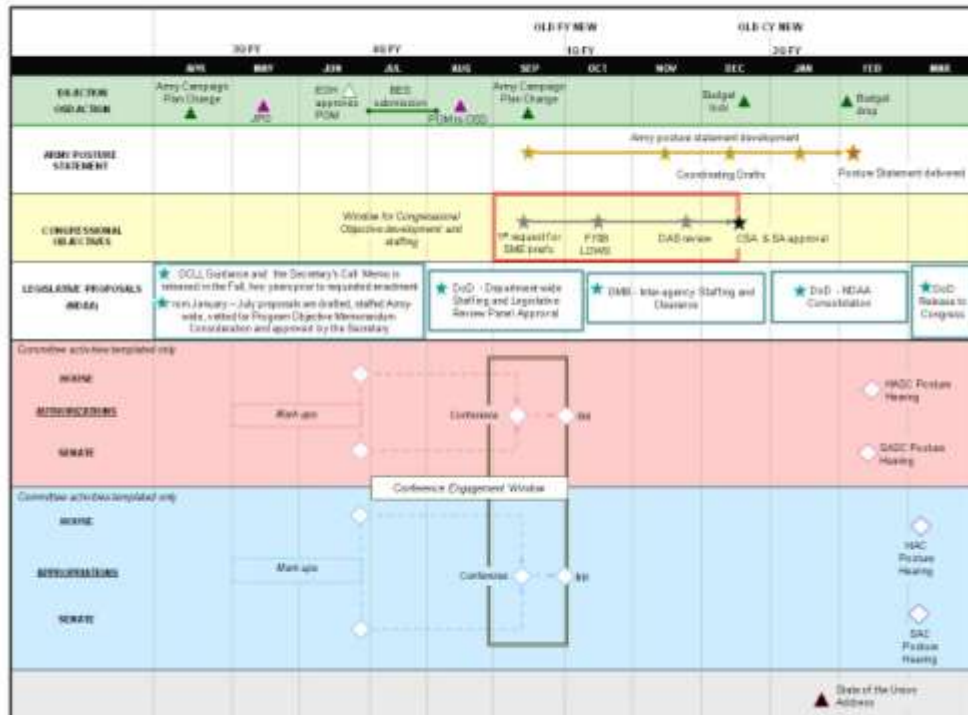 OLD FY NEW
OLD CY NEW
3Q FY
4Q FY
1Q FY
2Q FY
APR MAY JUN JUL AUG SEP OCT NOV DEC JAN FEB MAR
OSD ACTION
Army Campaign
Plan Change
approves
POM
BES
submission
POM to OSD
Army Campaign
Plan Change
Budget
lock
Budget
ARMY POSTURE
STATEMENT
Army posture statement development
Coordinating Drafts
Posture Statement delivered
CONGRESSIONAL
OBJECTIVES
Window for Congressional
Objective development and
staffing
1st request for
SME briefs
DAS review
CSA & SA approval
LEGISLATIVE PROPOSALS
(NDAA)
OCLL Guidance and the Secretary's Call Memo is
released in the Fall, two years prior to requested enactment
From January – July proposals are drafted, staffed Army-
wide, vetted for Program Objective Memorandum
Consideration and approved by the Secretary
DoD - Department wide
Staffing and Legislative
Review Panel Approval
OMB - Inter-agency Staffing and
Clearance
DoD - NDAA
Consolidation
DoD
Release to
Congress
Committee activities templated only
HOUSE
AUTHORIZATIONS
SENATE
Mark ups
Conference
Bill
HASC Posture
Hearing
SASC Posture
Hearing
Conference Engagement Window
Committee activities templated only
HOUSE
APPROPRIATIONS
SENATE
Mark ups
Conference
Bill
HAC
Posture
Hearing
SAC
Posture
Hearing
State of the Union
Address